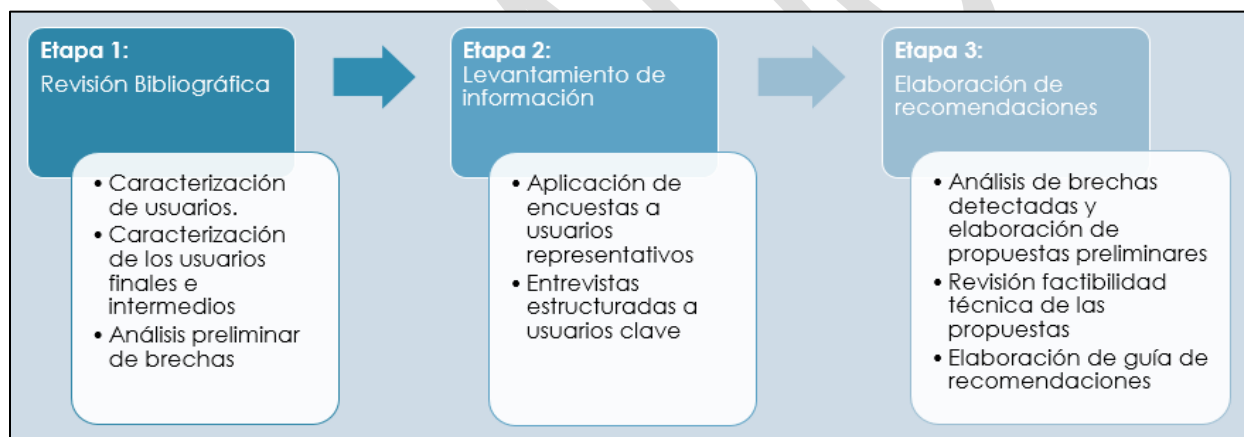 Etapa 1:
Revisión Bibliográfica
• Caracterización
de usuarios.
• Caracterización
de los usuarios
finales e
intermedios
• Análisis preliminar
de brechas
Etapa 2:
Levantamiento de
información
• Aplicación de
encuestas a
usuarios
representativos
• Entrevistas
estructuradas a
usuarios clave
Etapa 3:
Elaboración de
recomendaciones
• Análisis de brechas
detectadas y
elaboración de
propuestas preliminares
• Revisión factibilidad
técnica de las
propuestas
• Elaboración de guía de
recomendaciones